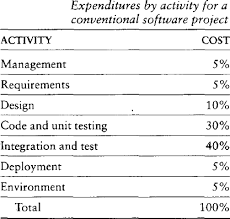 Expenditures by activity for a
conventional software project
ACTIVITY COST
Management 5%
Requirements 5%
Design 10%
Code and unit testing 30%
Integration and test 40%
Deployment 5%
Environment 5%
Total 100%